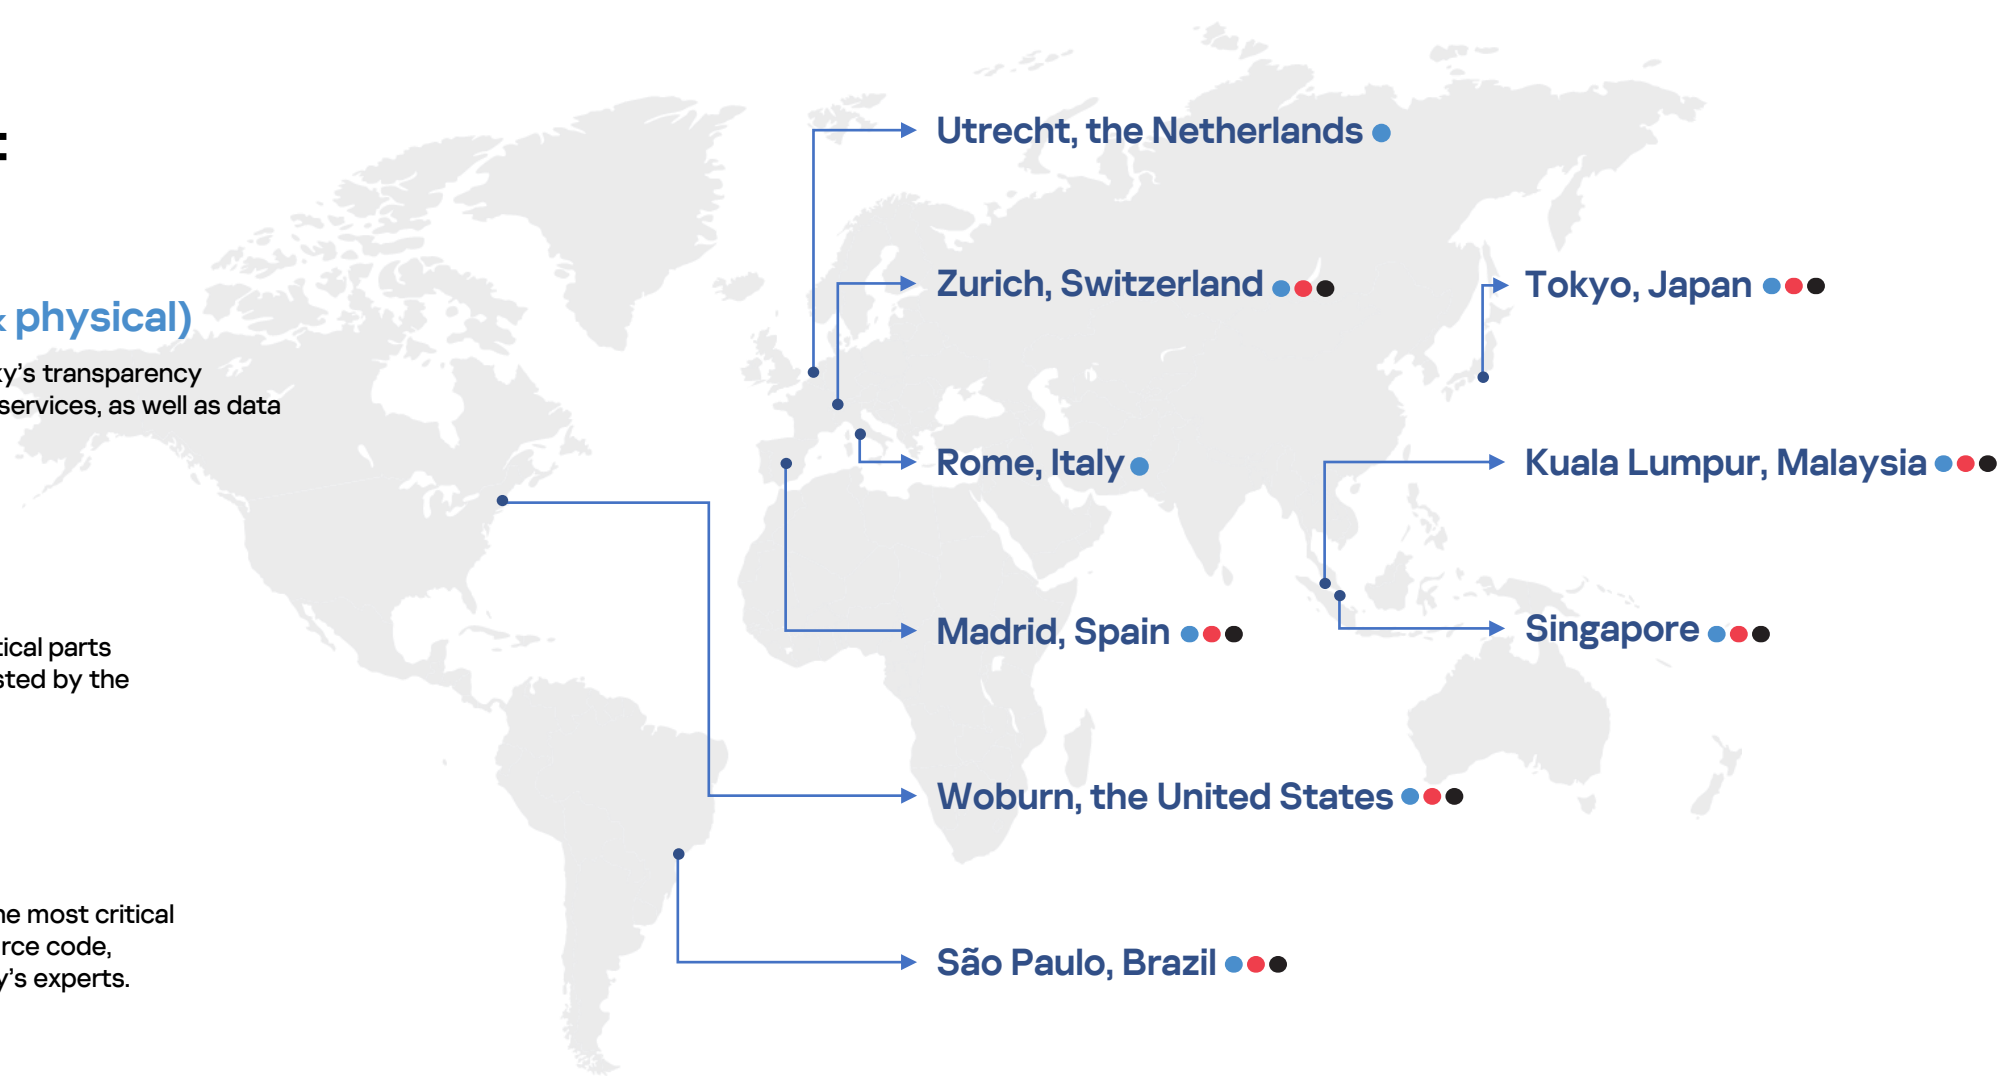 physical)
ky's transparency
services, as well as data
tical parts
sted by the
he most critical
rce code,
y's experts.
Utrecht, the Netherlands
Zurich, Switzerland
Rome, Italy
Madrid, Spain
Woburn, the United States
São Paulo, Brazil
Tokyo, Japan
Kuala Lumpur, Malaysia
Singapore